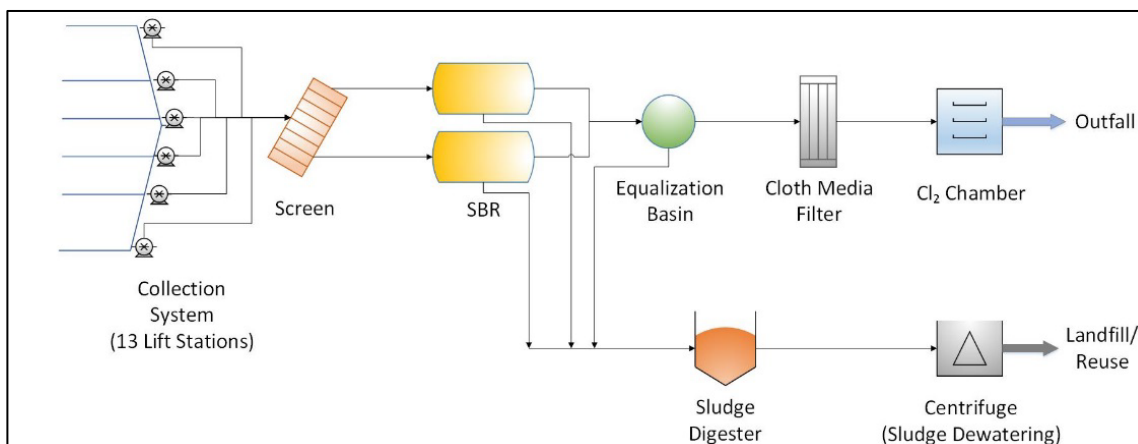 Collection
System
(13 Lift Stations)
Screen
SBR
Equalization
Basin
Cloth Media
Filter
Cl₂ Chamber
Outfall
Sludge
Digester
Centrifuge
(Sludge Dewatering)
Landfill/
Reuse